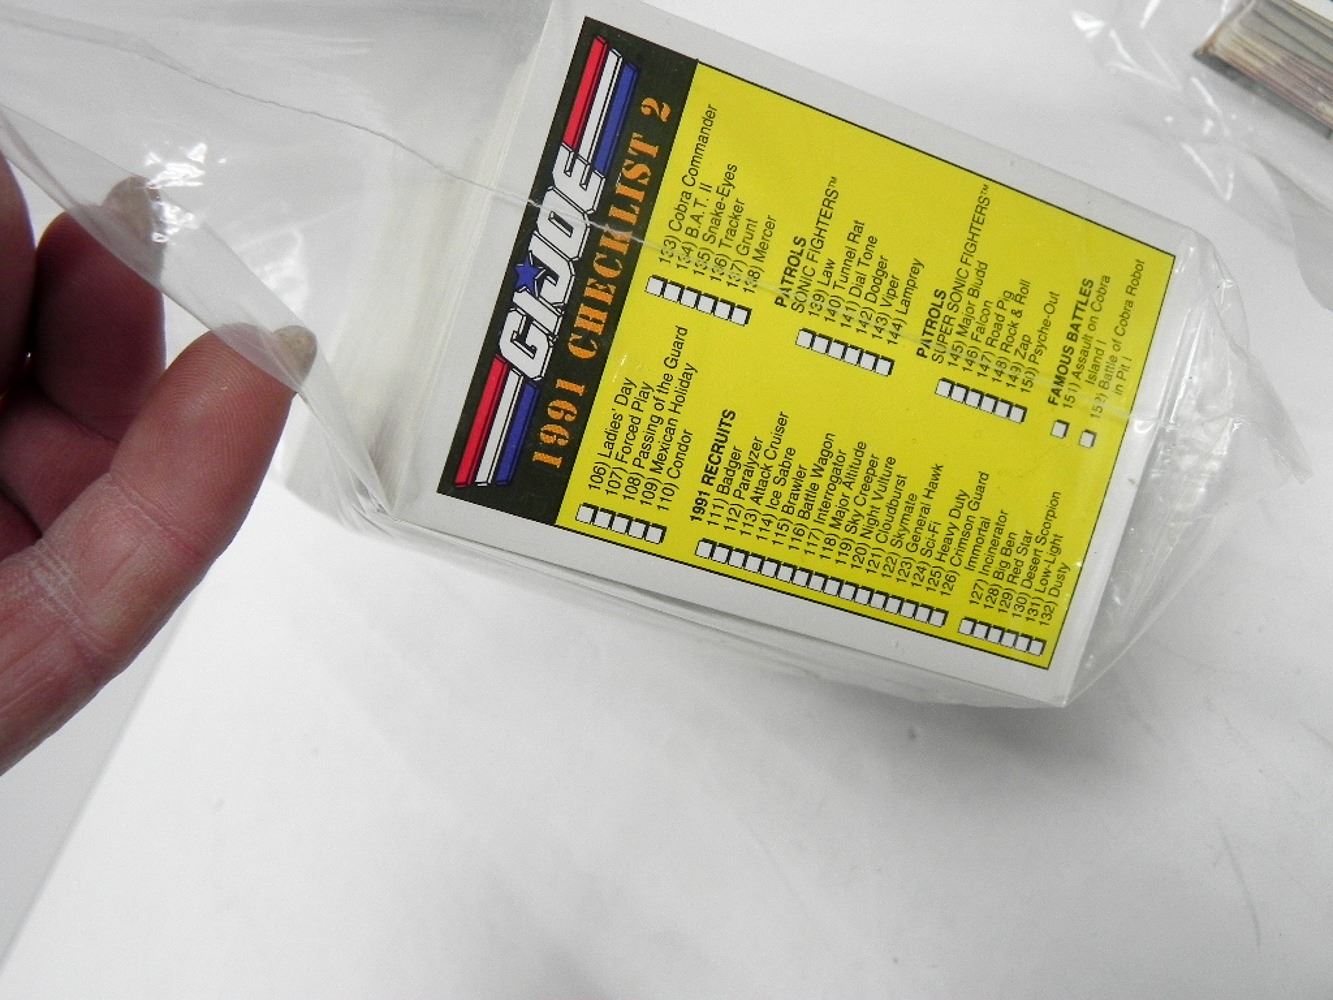 GI JOE
1991 CHECKLIST 2
106) Ladies' Day
107) Forced Play
108) Passing of the Guard
109) Mexican Holiday
110) Condor
1991 RECRUITS
111) Badger
112) Paralyzer
113) Attack Cruiser
114) Ice Sabre
115) Brawler
116) Battle Wagon
117) Interrogator
118) Major Altitude
119) Sky Creeper
120) Night Vulture
121) Cloudburst
122) Skymate
123) General Hawk
124) Sci-Fi
125) Heavy Duty
126) Crimson Guard
Immortal
127) Incinerator
128) Big Ben
129) Red Star
130) Desert Scorpion
131) Low-Light
132) Dusty
133) Cobra Commander
134) B.A.T. II
135) Snake-Eyes
136) Tracker
137) Grunt
138) Mercer
PATROLS
SONIC FIGHTERS™
139) Law
140) Tunnel Rat
141) Dial Tone
142) Dodger
143) Viper
144) Lamprey
PATROLS
SUPER SONIC FIGHTERS™
145) Major Bludd
146) Falcon
147) Road Pig
148) Rock & Roll
149) Zap
150) Psyche-Out
FAMOUS BATTLES
151) Assault on Cobra
Island I
152) Battle of Cobra Robot
in Pit I